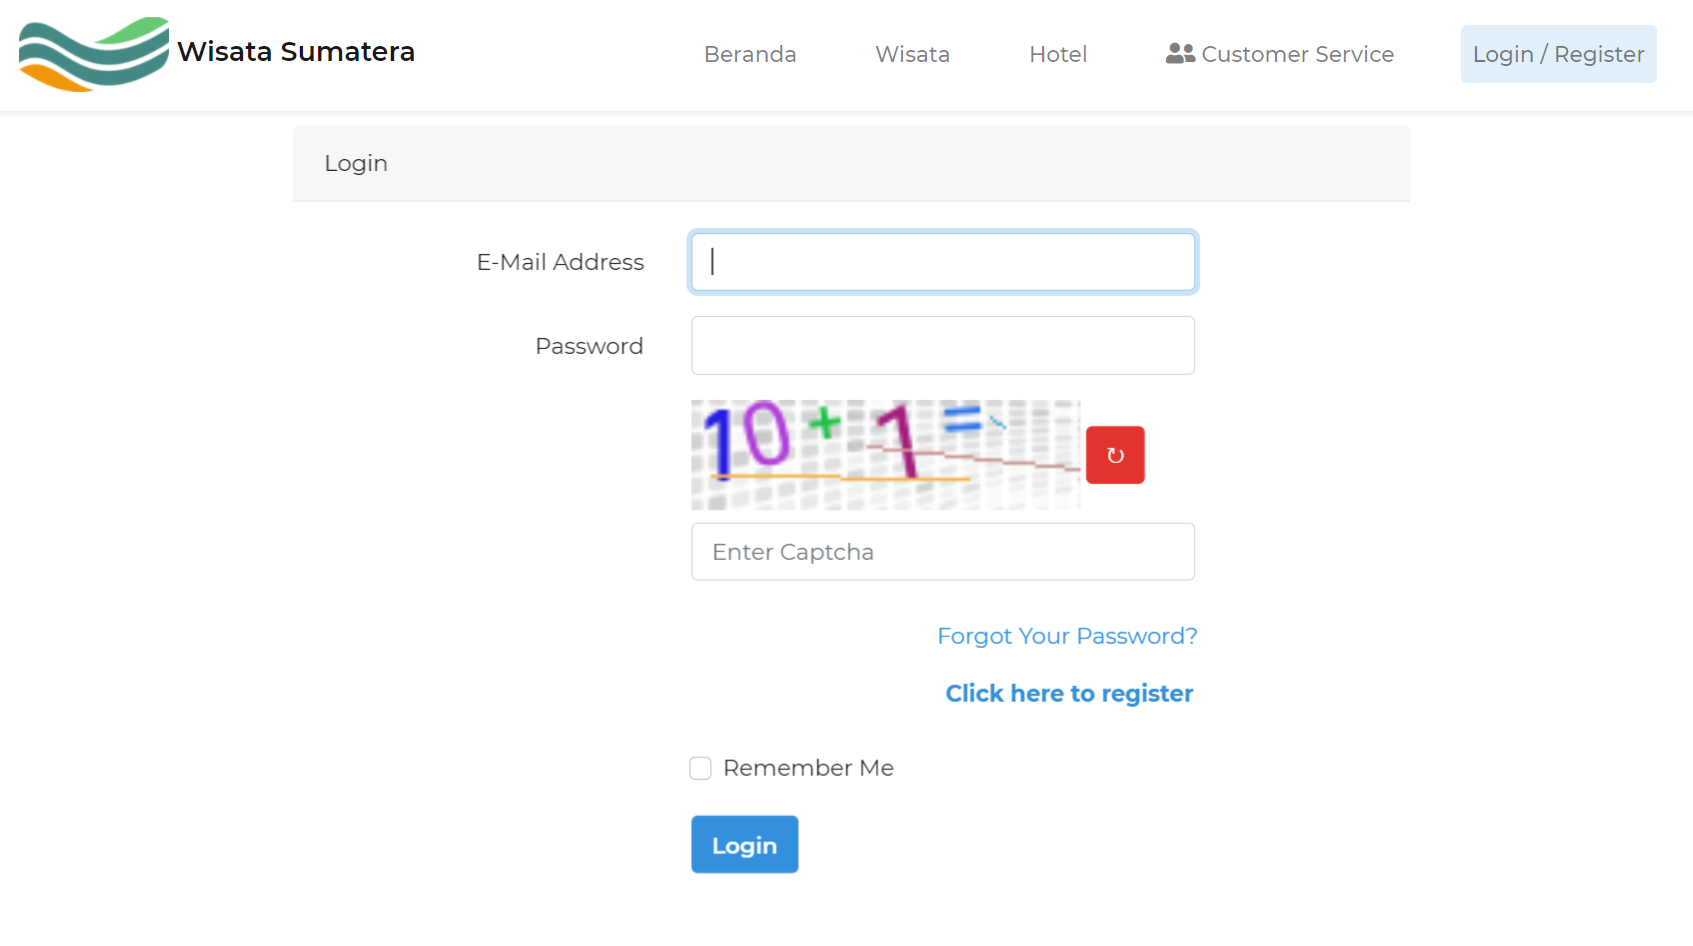 Wisata Sumatera
Beranda Wisata Hotel Customer Service Login / Register
Login
E-Mail Address
Password
10 + 1 =
Enter Captcha
Forgot Your Password?
Click here to register
Remember Me
Login